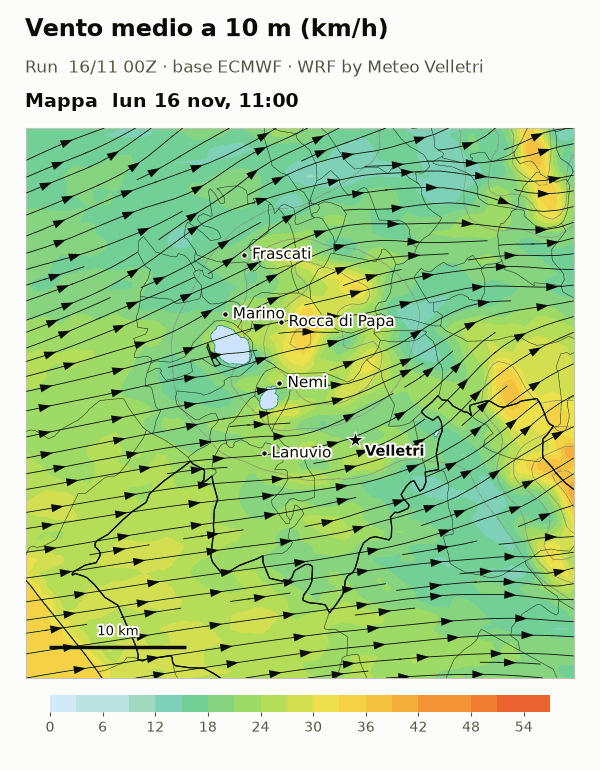 Vento medio a 10 m (km/h)
Run  16/11 00Z · base ECMWF · WRF by Meteo Velletri
Mappa  lun 16 nov, 11:00
Frascati
Marino
Rocca di Papa
Nemi
Velletri
Lanuvio
10 km
0 6 12 18 24 30 36 42 48 54